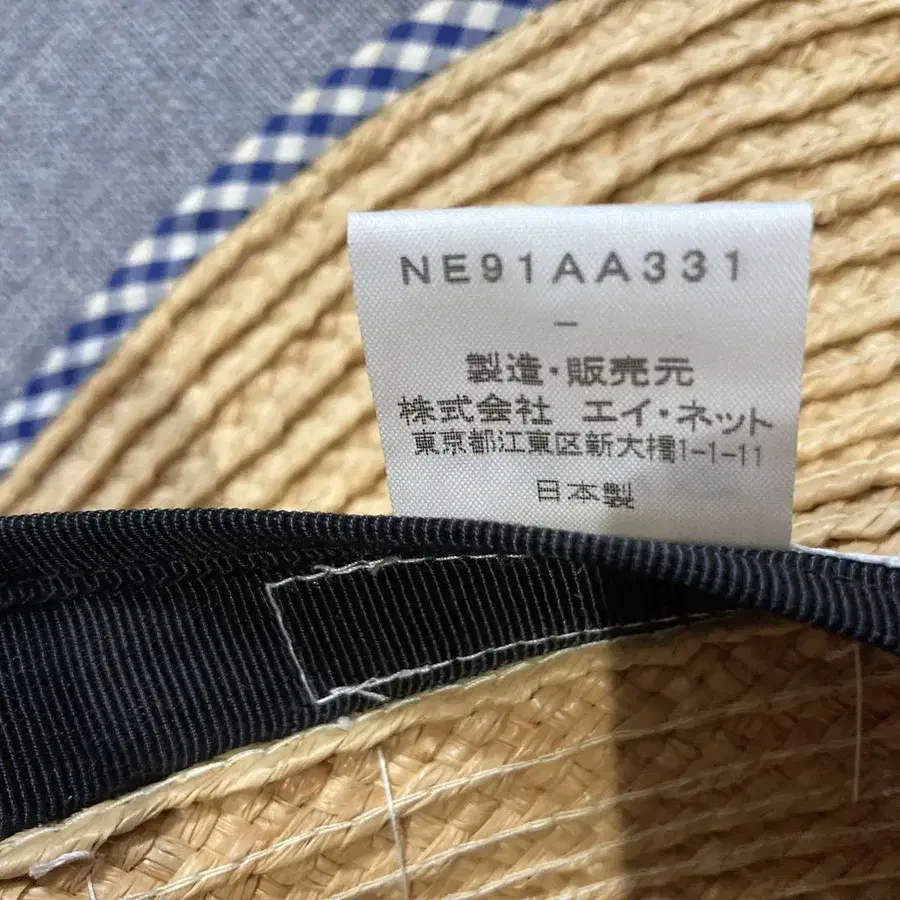 NE91AA331
–
製造・販売元
株式会社 エイ・ネット
東京都江東区新大橋1-1-11
日本製